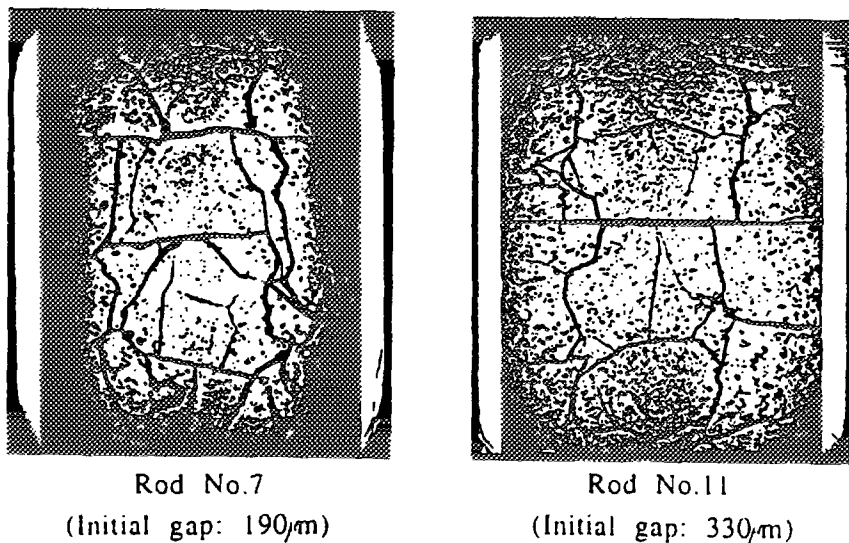 Rod No.7
(Initial gap: 190μm)
Rod No.11
(Initial gap: 330μm)